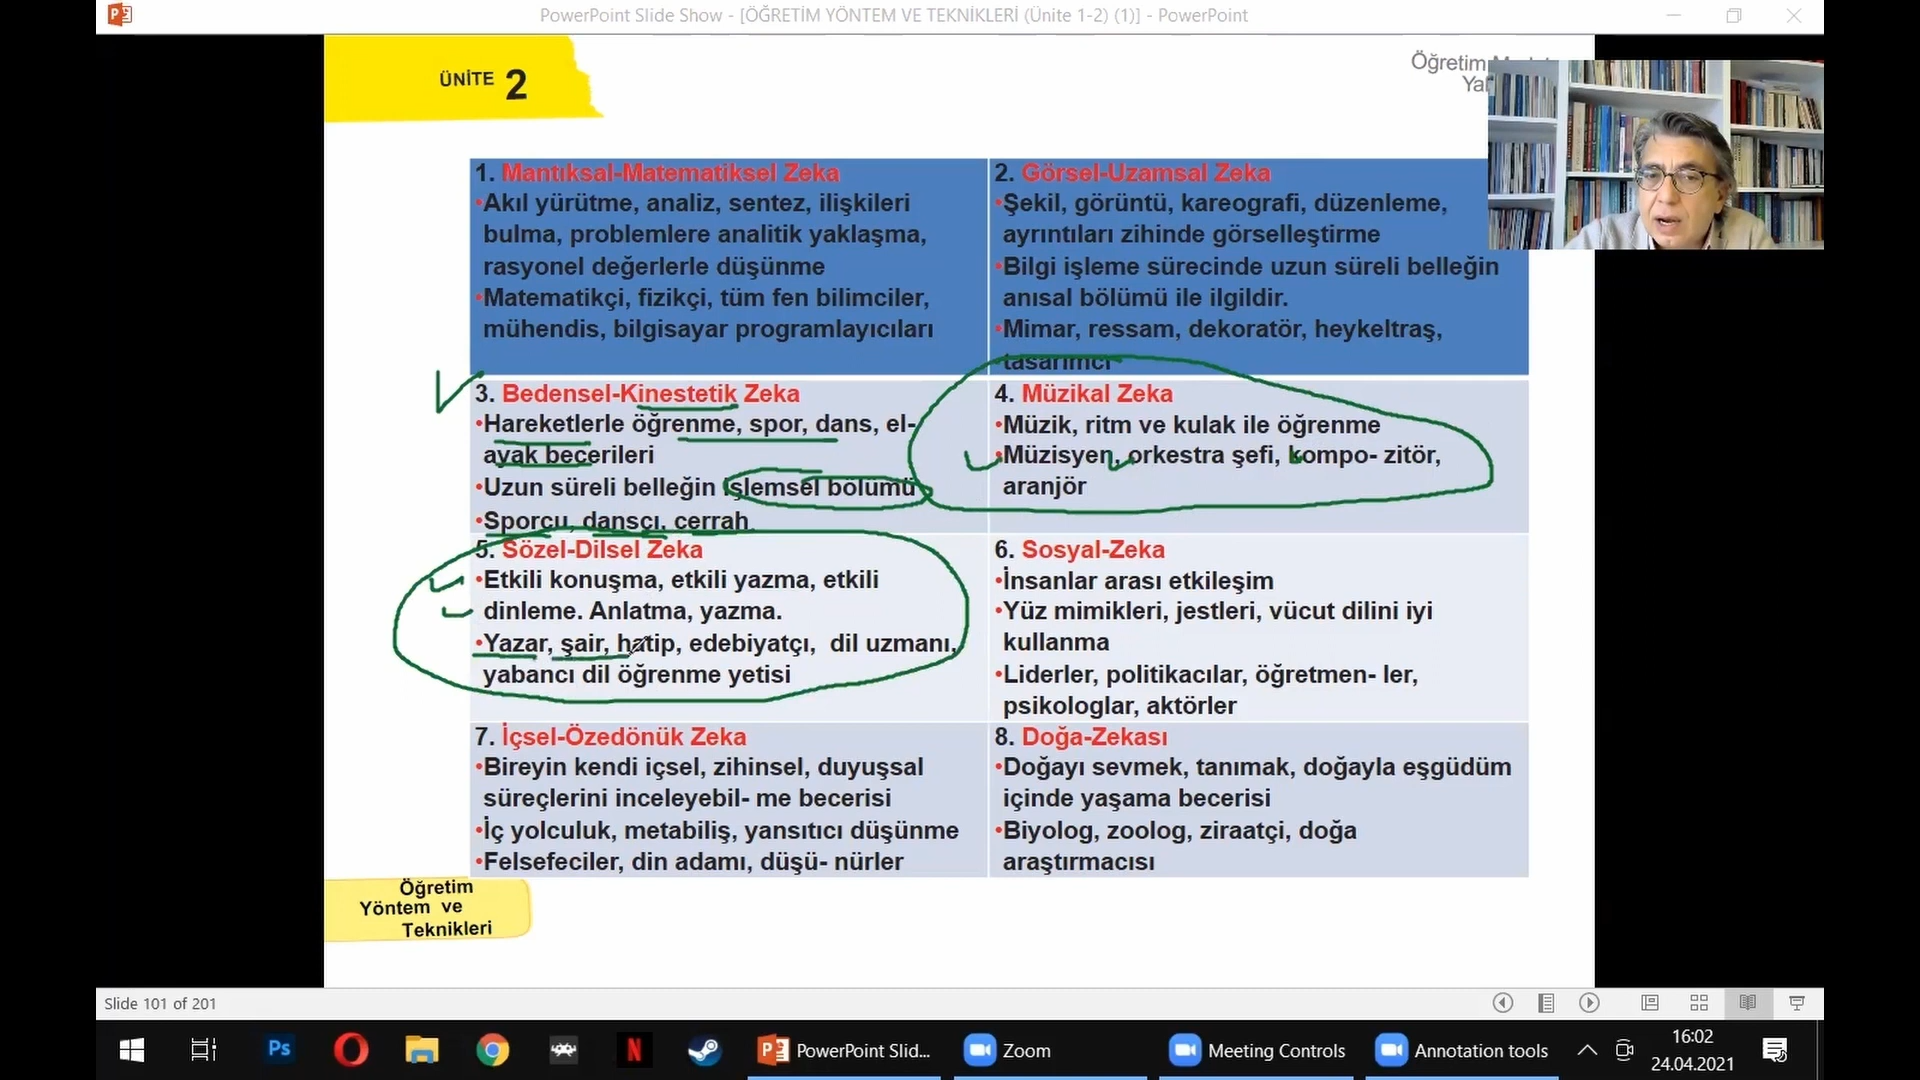 PowerPoint Slide Show - [ÖĞRETİM YÖNTEM VE TEKNİKLERİ (Ünite 1-2) (1)] - PowerPoint
ÜNİTE 2
Öğretim
1. Mantıksal-Matematiksel Zeka
•Akıl yürütme, analiz, sentez, ilişkileri
bulma, problemlere analitik yaklaşma,
rasyonel değerlerle düşünme
•Matematikçi, fizikçi, tüm fen bilimciler,
mühendis, bilgisayar programlayıcıları
2. Görsel-Uzamsal Zeka
•Şekil, görüntü, kareografi, düzenleme,
ayrıntıları zihinde görselleştirme
•Bilgi işleme sürecinde uzun süreli belleğin
anısal bölümü ile ilgildir.
•Mimar, ressam, dekoratör, heykeltraş,
tasarımcı
3. Bedensel-Kinestetik Zeka
•Hareketlerle öğrenme, spor, dans, el-
ayak becerileri
•Uzun süreli belleğin işlemsel bölümü
•Sporcu, dansçı, cerrah
4. Müzikal Zeka
•Müzik, ritm ve kulak ile öğrenme
•Müzisyen, orkestra şefi, kompo- zitör,
aranjör
5. Sözel-Dilsel Zeka
•Etkili konuşma, etkili yazma, etkili
dinleme. Anlatma, yazma.
•Yazar, şair, hatip, edebiyatçı, dil uzmanı,
yabancı dil öğrenme yetisi
6. Sosyal-Zeka
•İnsanlar arası etkileşim
•Yüz mimikleri, jestleri, vücut dilini iyi
kullanma
•Liderler, politikacılar, öğretmen- ler,
psikologlar, aktörler
7. İçsel-Özedönük Zeka
•Bireyin kendi içsel, zihinsel, duyuşsal
süreçlerini inceleyebil- me becerisi
•İç yolculuk, metabiliş, yansıtıcı düşünme
•Felsefeciler, din adamı, düşü- nürler
8. Doğa-Zekası
•Doğayı sevmek, tanımak, doğayla eşgüdüm
içinde yaşama becerisi
•Biyolog, zoolog, ziraatçi, doğa
araştırmacısı
Öğretim
Yöntem ve
Teknikleri
Slide 101 of 201
Ps
PowerPoint Slid...
Zoom
Meeting Controls
Annotation tools
16:02
24.04.2021